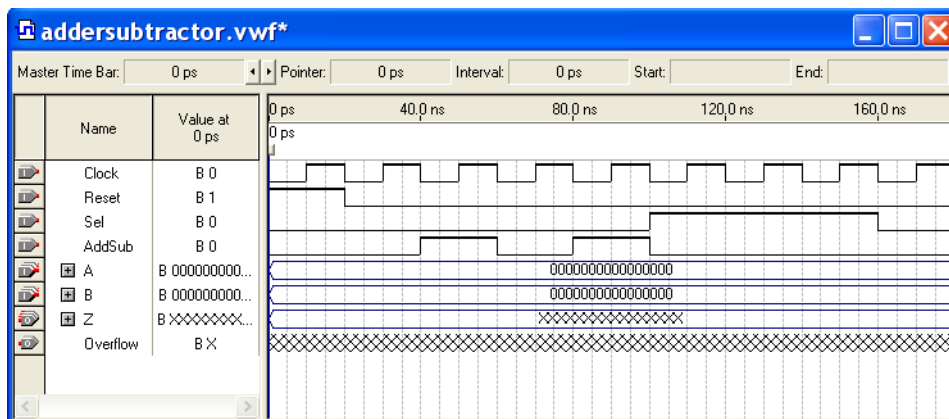 addersubtractor.vwf*
Master Time Bar: 0 ps Pointer: 0 ps Interval: 0 ps Start: End:
Name Value at 0 ps 0 ps 40.0 ns 80.0 ns 120.0 ns 160.0 ns
0 ps
Clock B 0
Reset B 1
Sel B 0
AddSub B 0
A B 000000000... 0000000000000000
B B 000000000... 0000000000000000
Z B XXXXXXXX... XXXXXXXXXXXXXXXX
Overflow B X